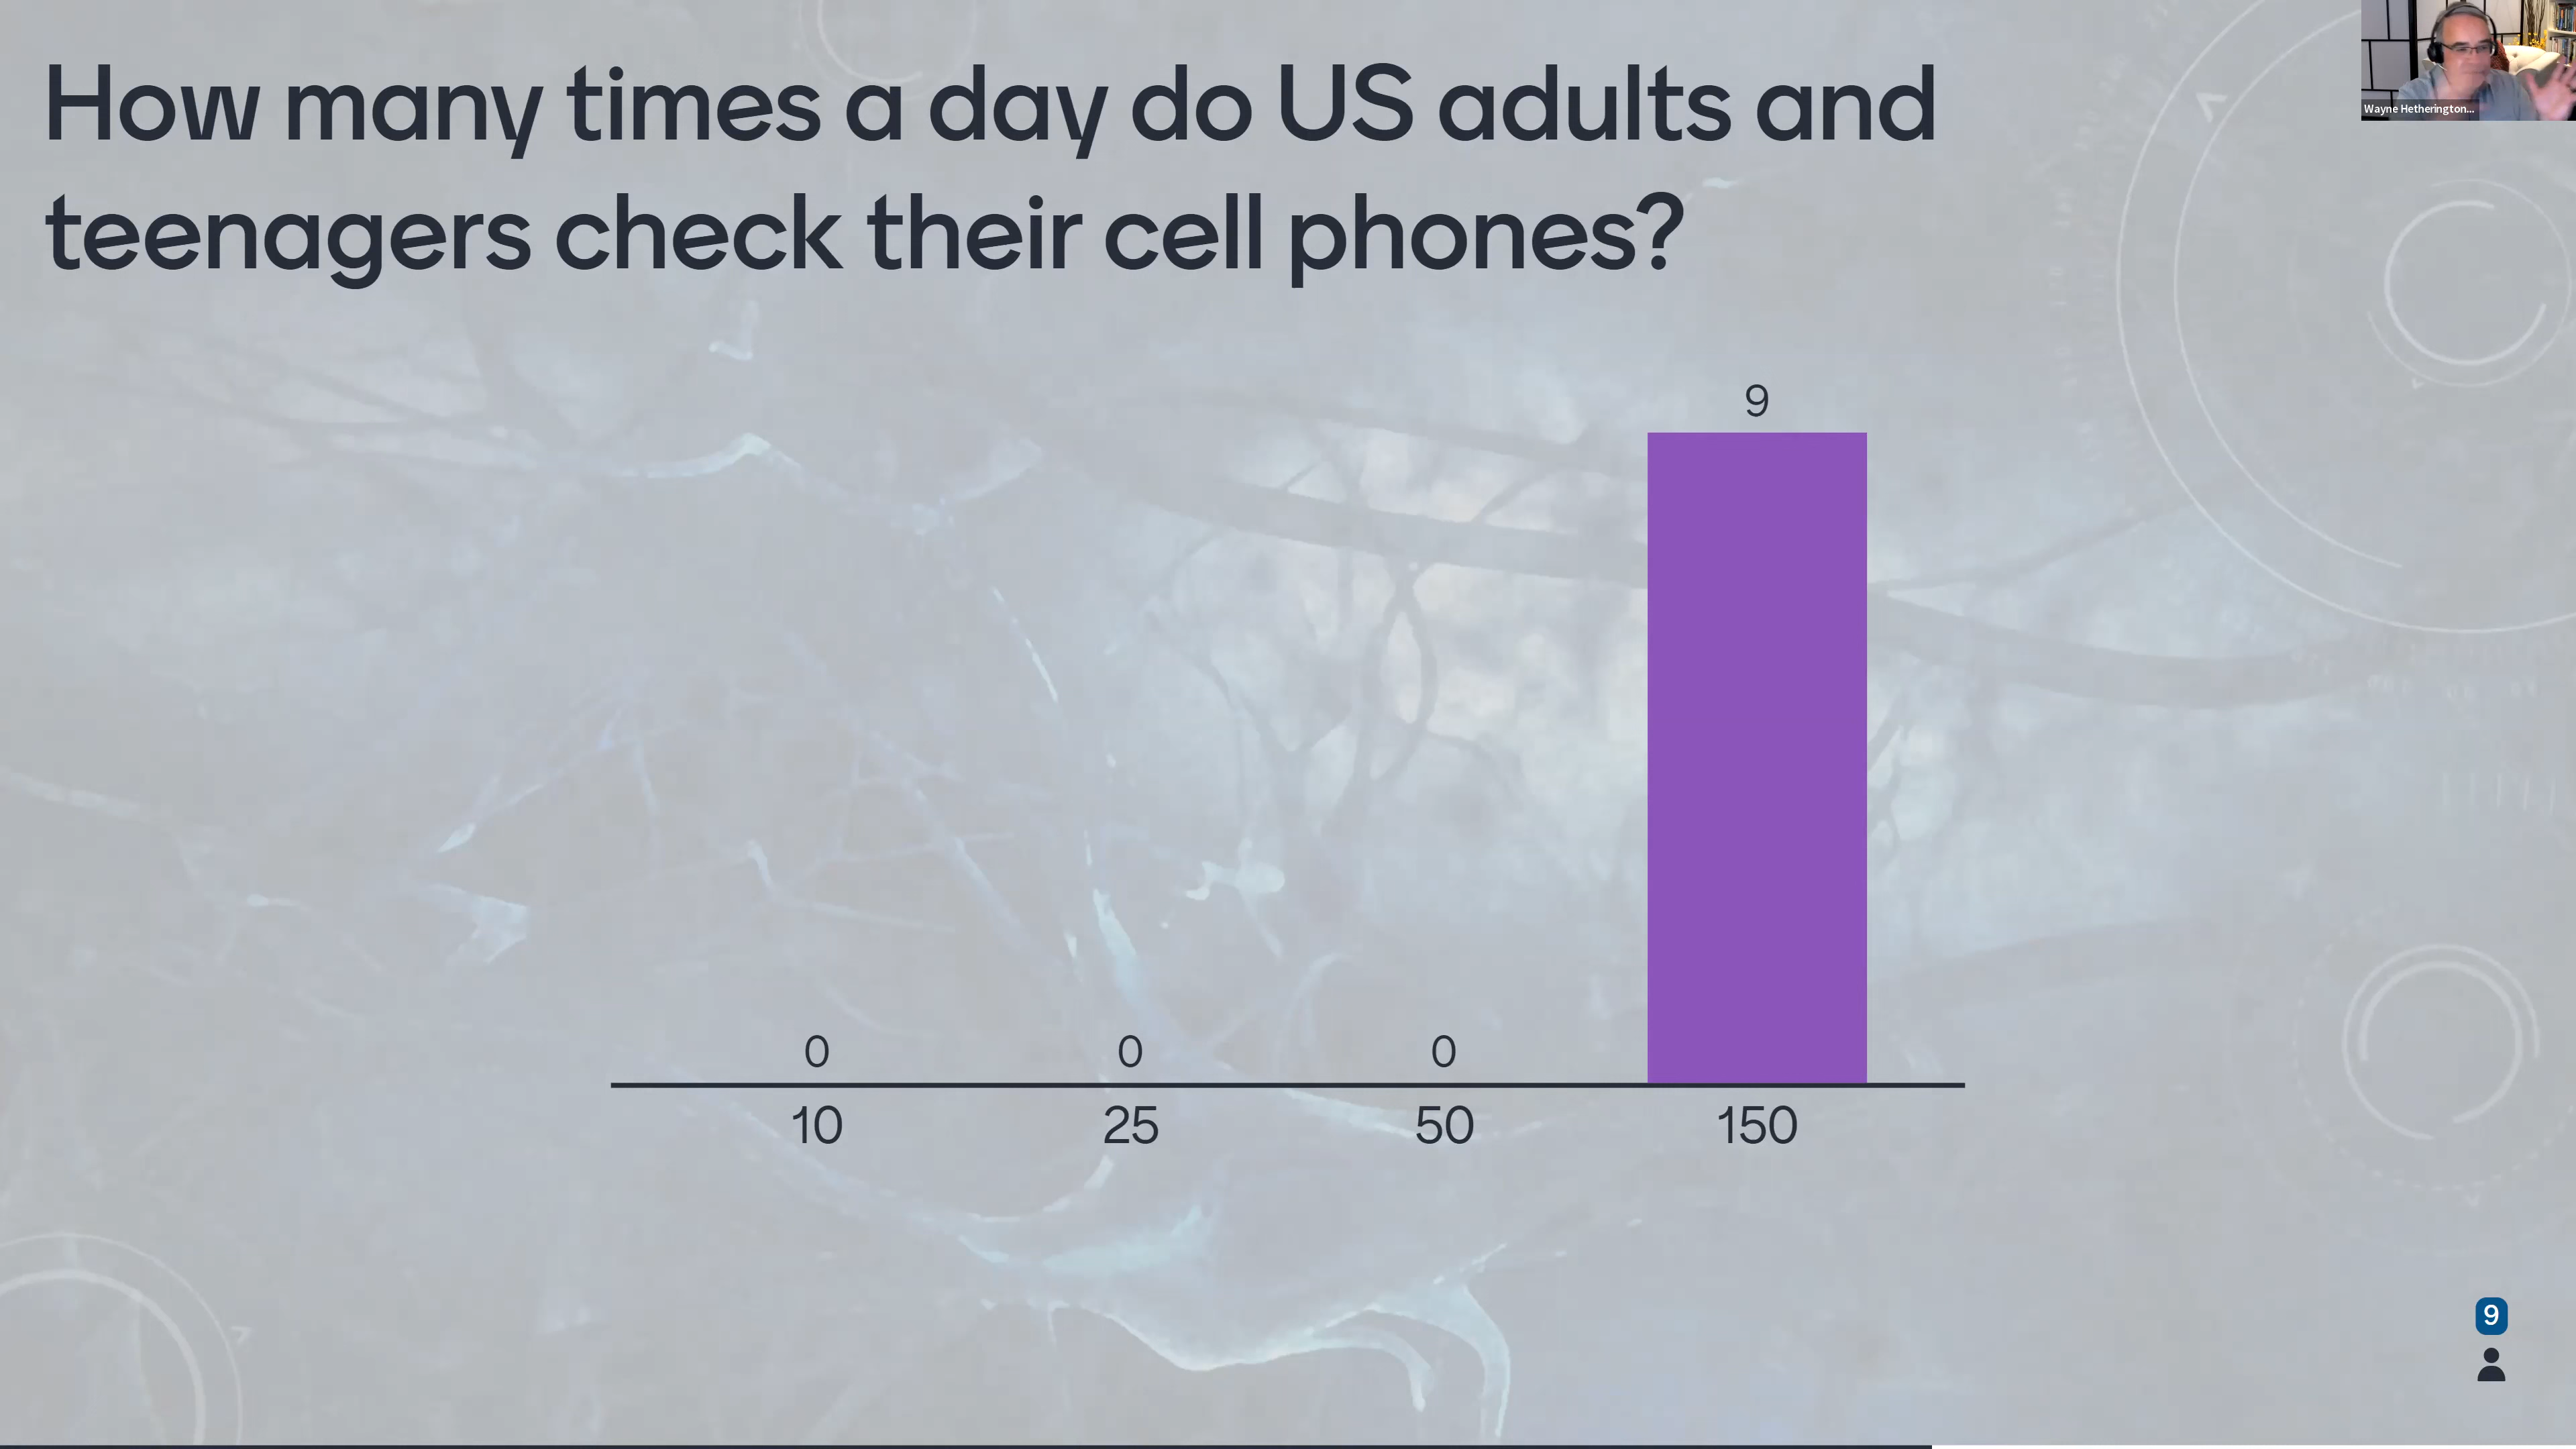 How many times a day do US adults and
teenagers check their cell phones?
Wayne Hetherington...
9
0 0 0
10 25 50 150
9